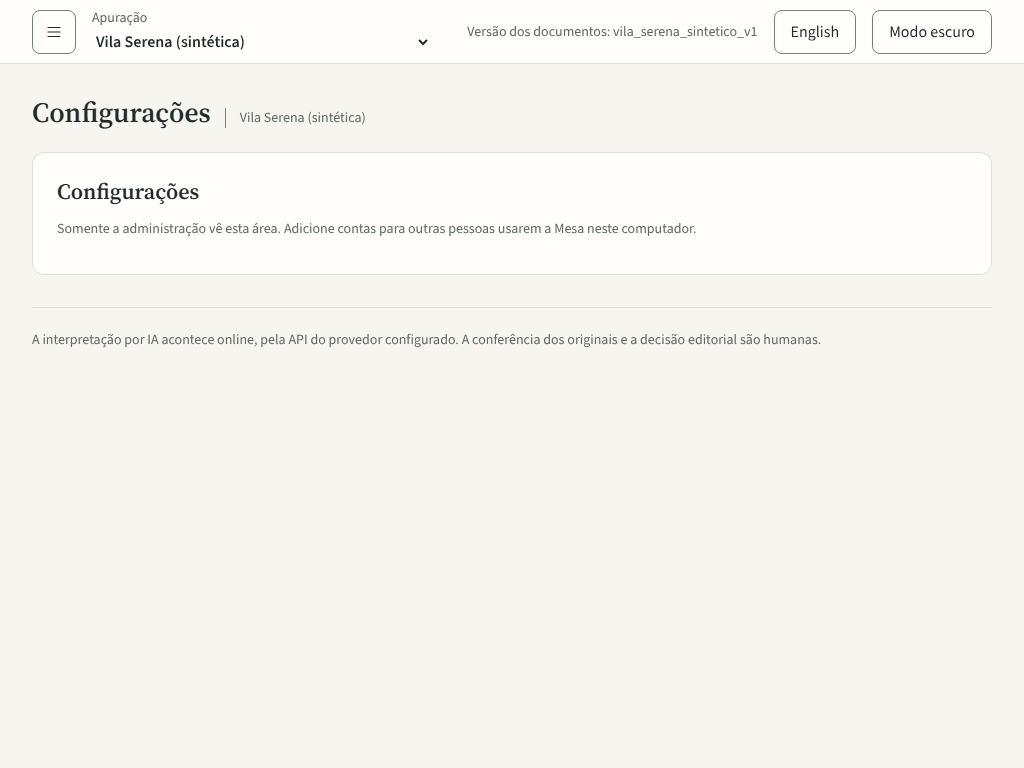 Apuração
Vila Serena (sintética)
Versão dos documentos: vila_serena_sintetico_v1
English
Modo escuro
Configurações
Vila Serena (sintética)
Configurações
Somente a administração vê esta área. Adicione contas para outras pessoas usarem a Mesa neste computador.
A interpretação por IA acontece online, pela API do provedor configurado. A conferência dos originais e a decisão editorial são humanas.